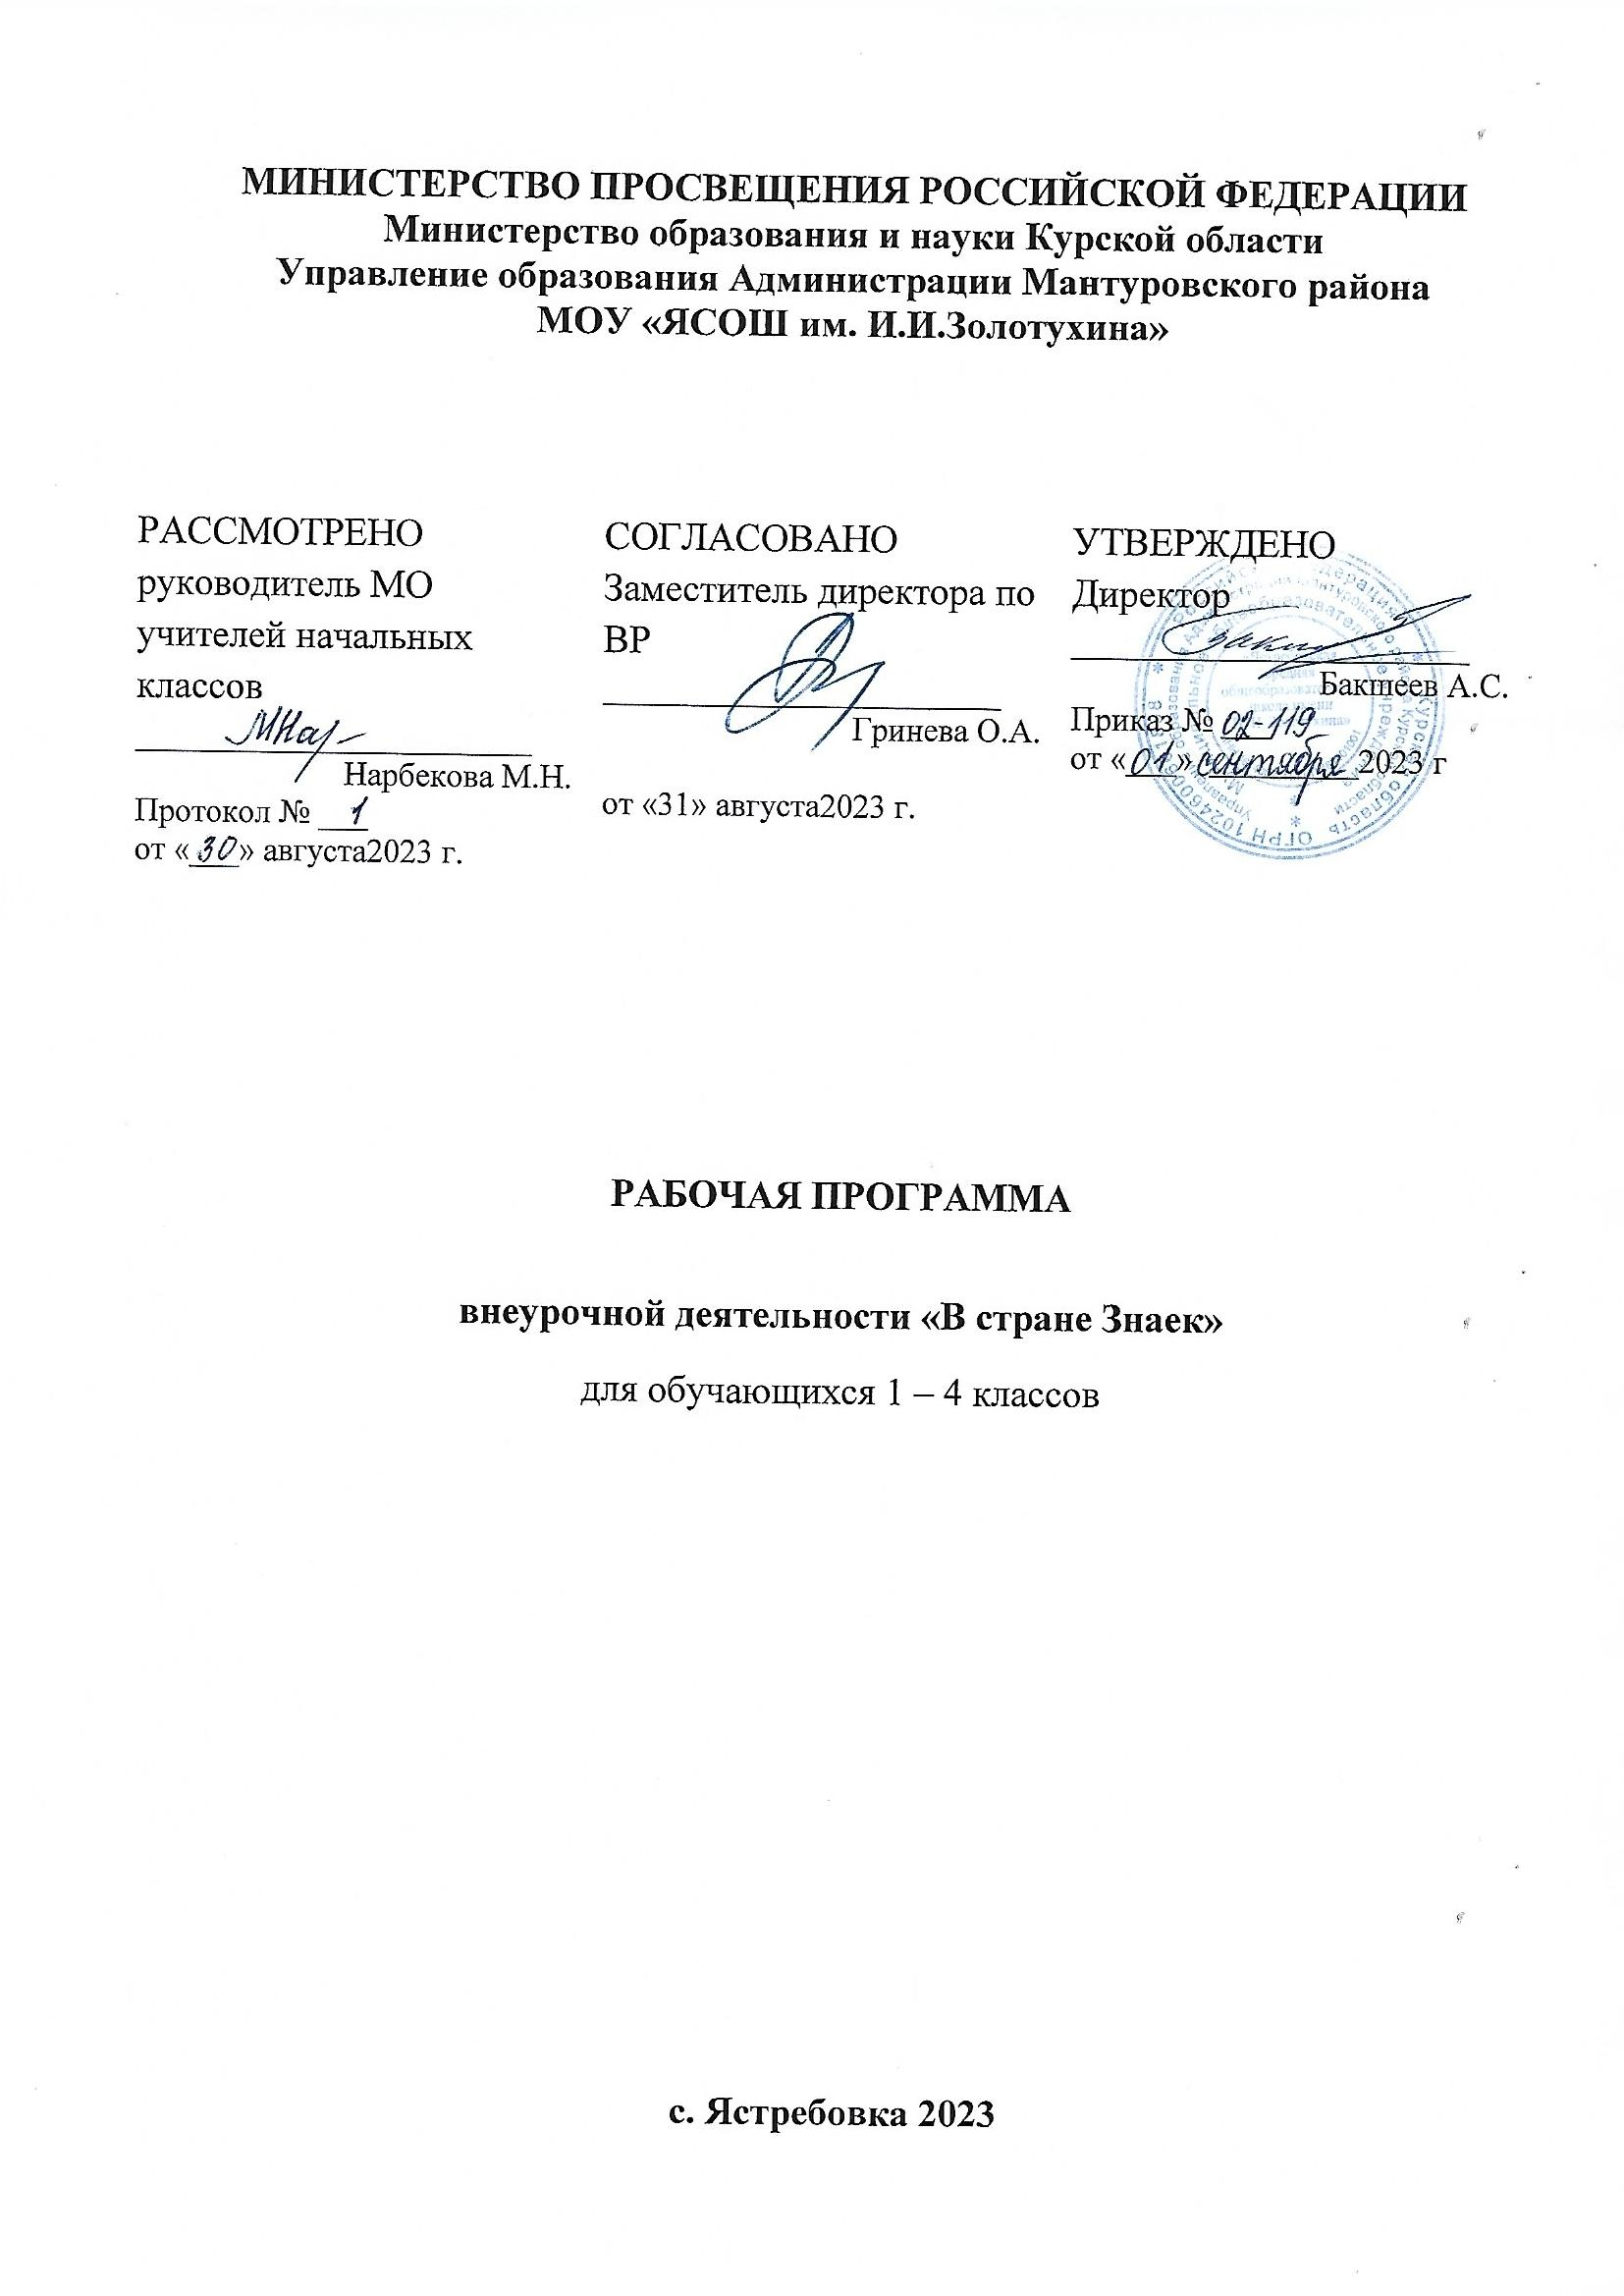 МИНИСТЕРСТВО ПРОСВЕЩЕНИЯ РОССИЙСКОЙ ФЕДЕРАЦИИ
Министерство образования и науки Курской области
Управление образования Администрации Мантуровского района
МОУ «ЯСОШ им. И.И.Золотухина»
РАССМОТРЕНО
руководитель МО
учителей начальных
классов
Нарбекова М.Н.
Протокол № 1
от «30» августа2023 г.
СОГЛАСОВАНО
Заместитель директора по
ВР
Гринева О.А.
от «31» августа2023 г.
УТВЕРЖДЕНО
Директор
Бакшеев А.С.
Приказ № 02-119
от «01» сентября 2023 г
РАБОЧАЯ ПРОГРАММА
внеурочной деятельности «В стране Знаек»
для обучающихся 1 – 4 классов
с. Ястребовка 2023